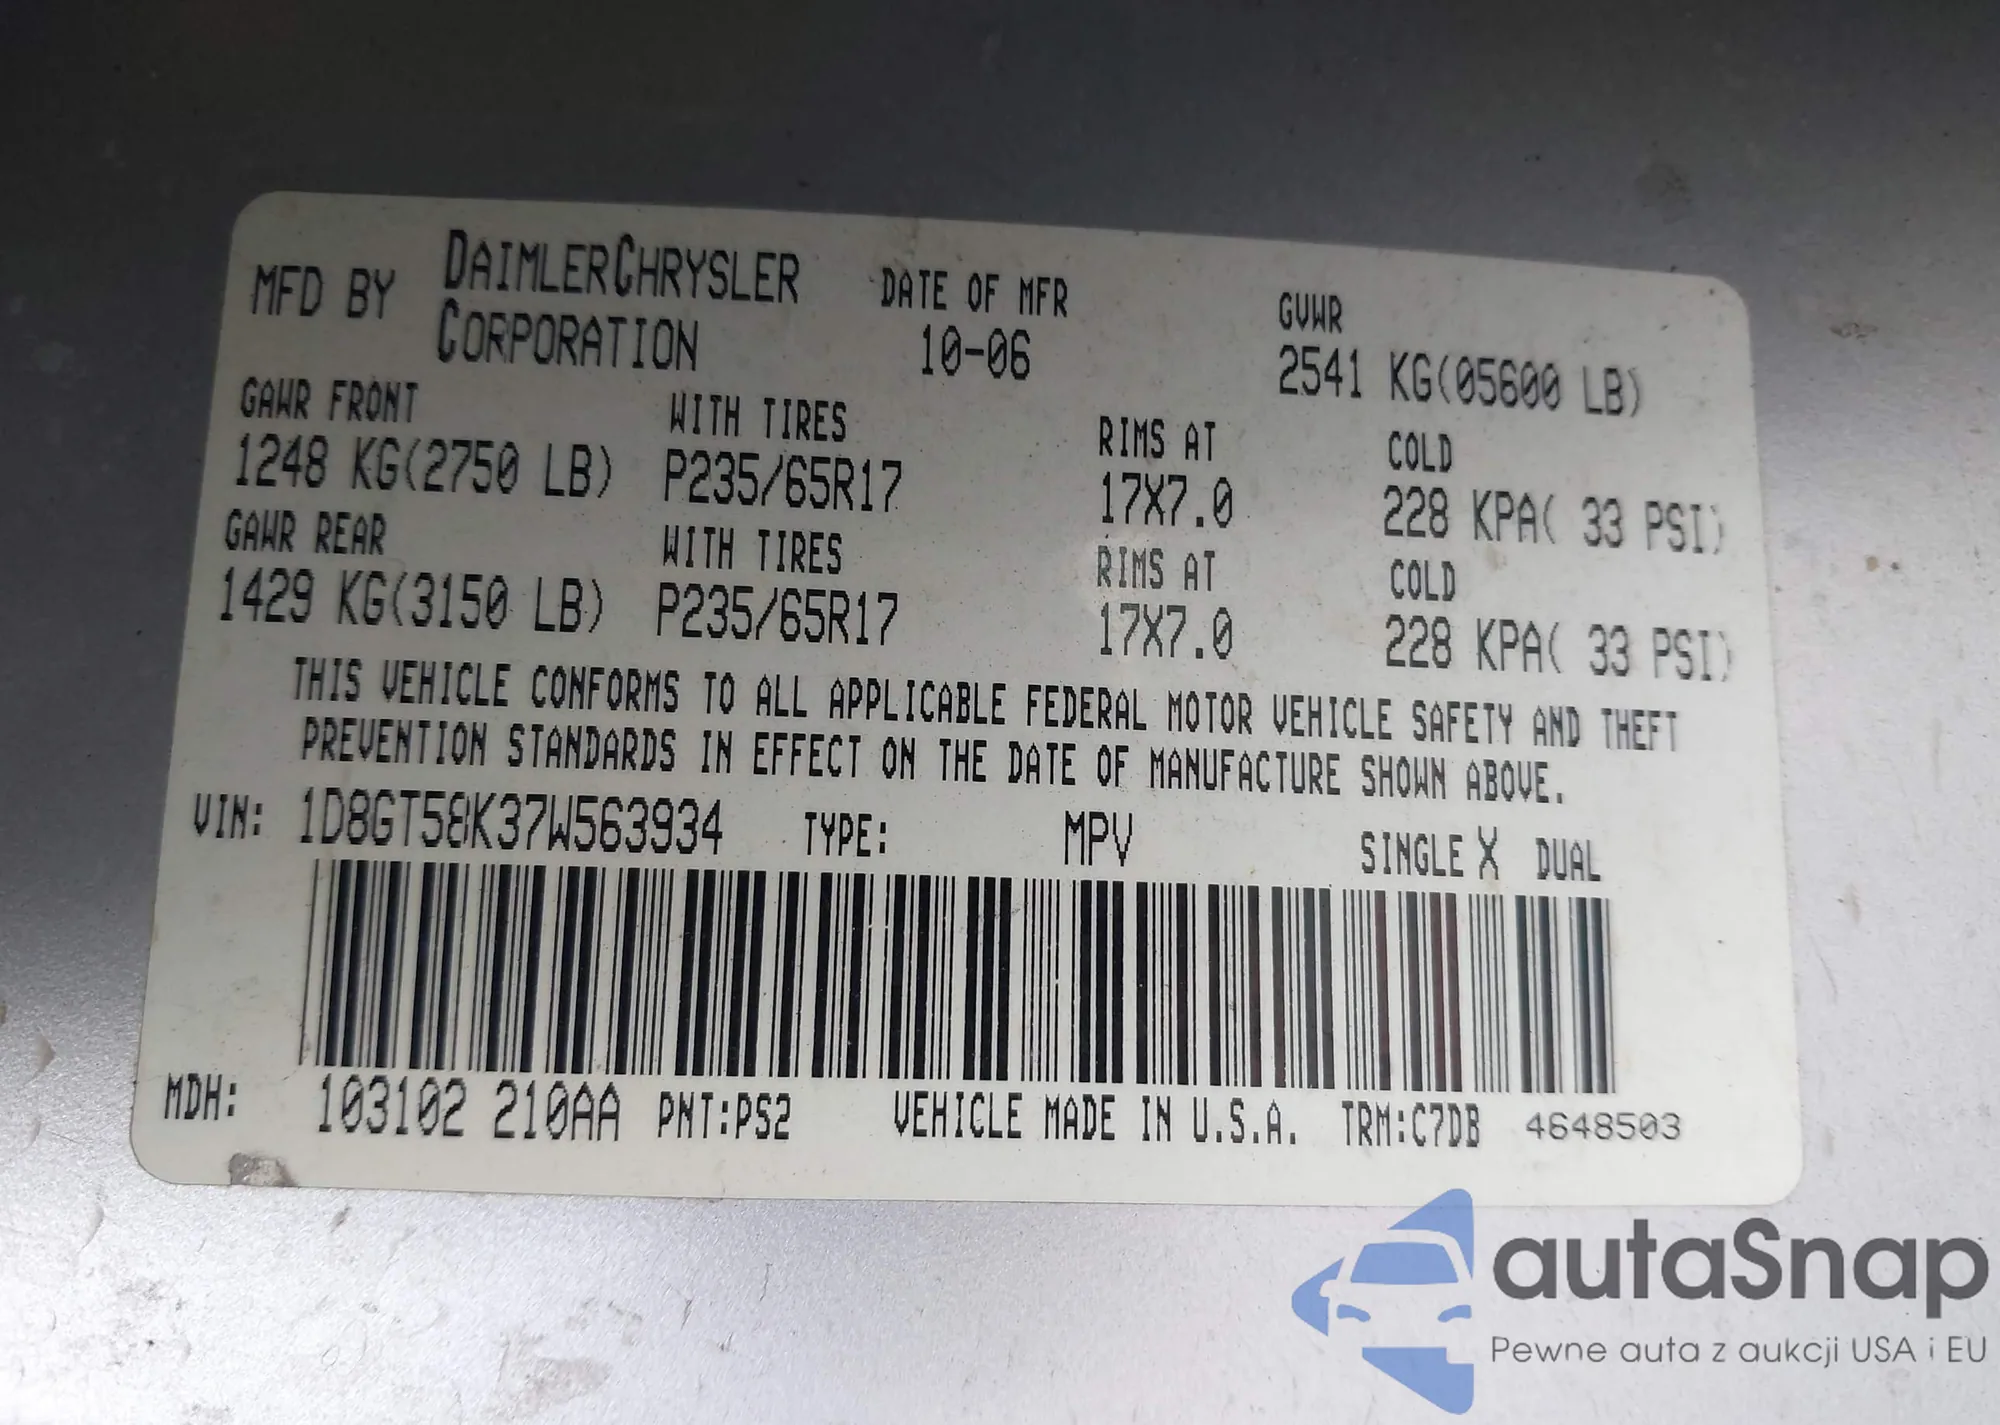 MFD BY DAIMLERCHRYSLER CORPORATION DATE OF MFR 10-06 GVWR 2541 KG(05600 LB)
GAWR FRONT WITH TIRES RIMS AT COLD
1248 KG(2750 LB) P235/65R17 17X7.0 228 KPA( 33 PSI)
GAWR REAR WITH TIRES RIMS AT COLD
1429 KG(3150 LB) P235/65R17 17X7.0 228 KPA( 33 PSI)
THIS VEHICLE CONFORMS TO ALL APPLICABLE FEDERAL MOTOR VEHICLE SAFETY AND THEFT
PREVENTION STANDARDS IN EFFECT ON THE DATE OF MANUFACTURE SHOWN ABOVE.
VIN: 1D8GT58K37W563934 TYPE: MPV SINGLE X DUAL
MDH: 103102 210AA PNT:PS2 VEHICLE MADE IN U.S.A. TRM:C7DB 4648503
autaSnap
Pewne auta z aukcji USA i EU